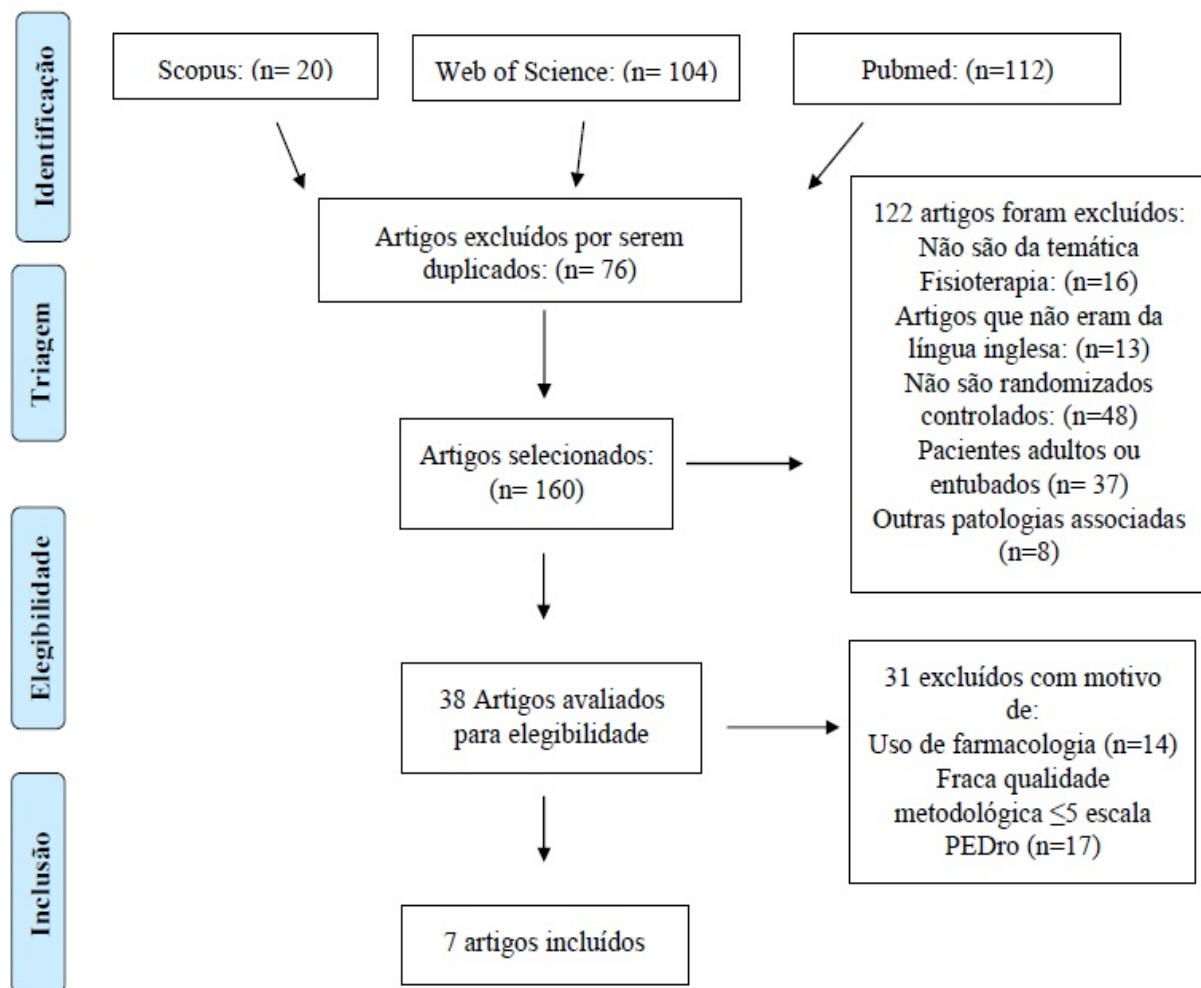 Identificação
Scopus: (n= 20)
Web of Science: (n= 104)
Pubmed: (n=112)
Artigos excluídos por serem
duplicados: (n= 76)
Triagem
Artigos selecionados:
(n= 160)
122 artigos foram excluídos:
Não são da temática
Fisioterapia: (n=16)
Artigos que não eram da
língua inglesa: (n=13)
Não são randomizados
controlados: (n=48)
Pacientes adultos ou
entubados (n= 37)
Outras patologias associadas
(n=8)
Elegibilidade
38 Artigos avaliados
para elegibilidade
31 excluídos com motivo
de:
Uso de farmacologia (n=14)
Fraca qualidade
metodológica ≤5 escala
PEDro (n=17)
Inclusão
7 artigos incluídos